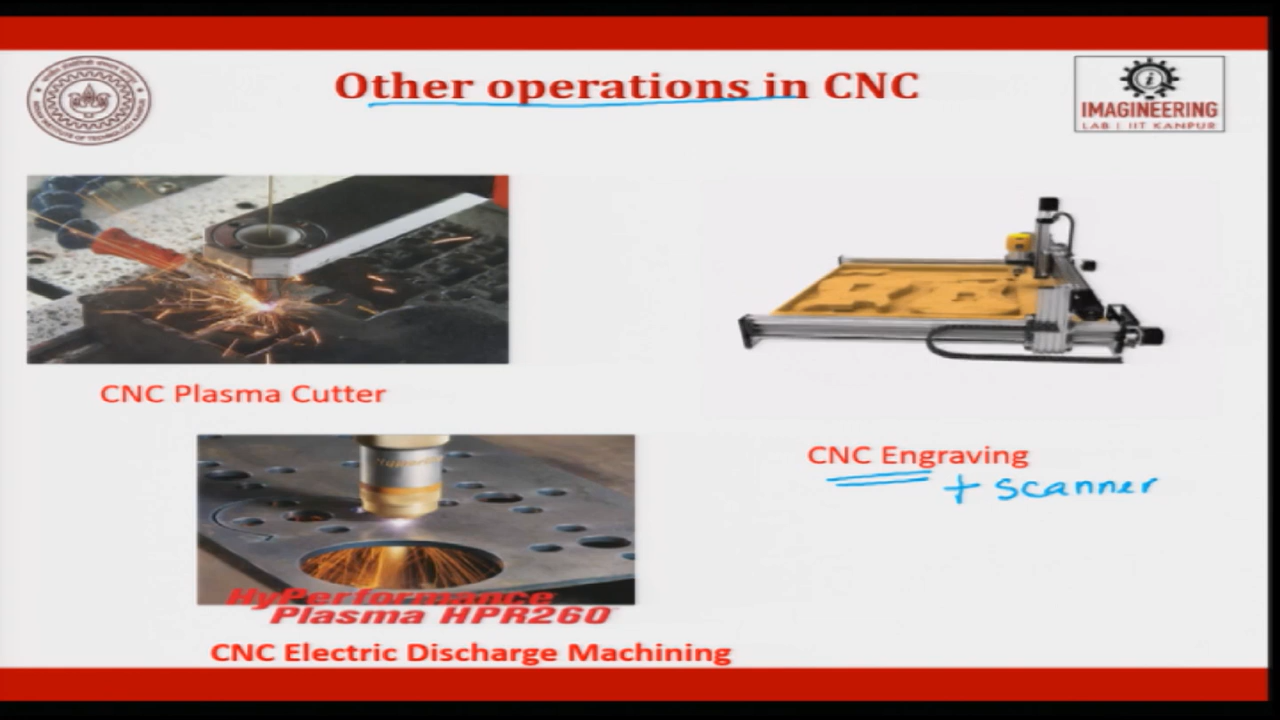 Other operations in CNC
IMAGINEERING
LAB | IIT KANPUR
CNC Plasma Cutter
CNC Engraving
+ scanner
HyPerformance
Plasma HPR260
CNC Electric Discharge Machining